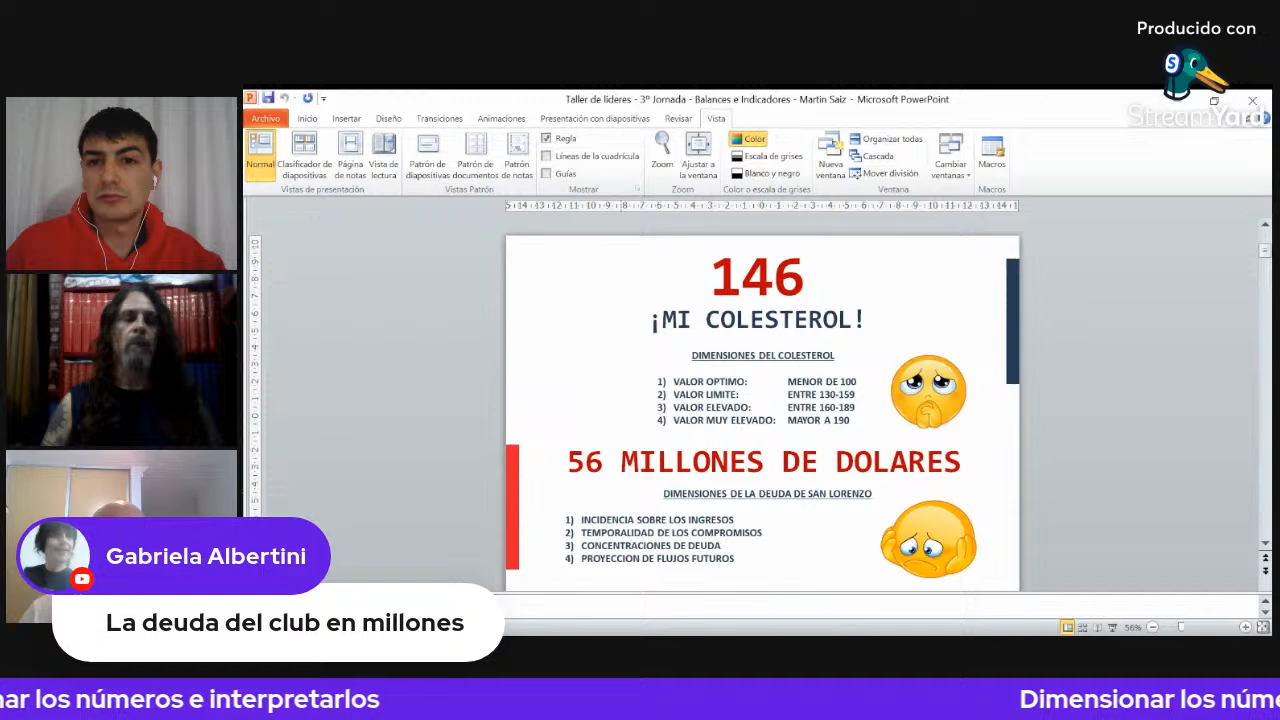 Producido con
StreamYard
Taller de lideres - 3º Jornada - Balances e Indicadores - Martin Saiz - Microsoft PowerPoint
Archivo Inicio Insertar Diseño Transiciones Animaciones Presentación con diapositivas Revisar Vista
Normal
Clasificador de diapositivas
Página de notas
Vista de lectura
Vistas de presentación
Patrón de diapositivas
Patrón de documentos
Patrón de notas
Vistas Patrón
Regla
Líneas de la cuadrícula
Guías
Mostrar
Zoom
Ajustar a la ventana
Zoom
Color
Escala de grises
Blanco y negro
Color o escala de grises
Nueva ventana
Organizar todas
Cascada
Mover división
Cambiar ventanas
Ventana
Macros
Macros
146
¡MI COLESTEROL!
DIMENSIONES DEL COLESTEROL
1) VALOR OPTIMO: MENOR DE 100
2) VALOR LIMITE: ENTRE 130-159
3) VALOR ELEVADO: ENTRE 160-189
4) VALOR MUY ELEVADO: MAYOR A 190
56 MILLONES DE DOLARES
DIMENSIONES DE LA DEUDA DE SAN LORENZO
1) INCIDENCIA SOBRE LOS INGRESOS
2) TEMPORALIDAD DE LOS COMPROMISOS
3) CONCENTRACIONES DE DEUDA
4) PROYECCION DE FLUJOS FUTUROS
56%
Gabriela Albertini
La deuda del club en millones
nar los números e interpretarlos
Dimensionar los núme